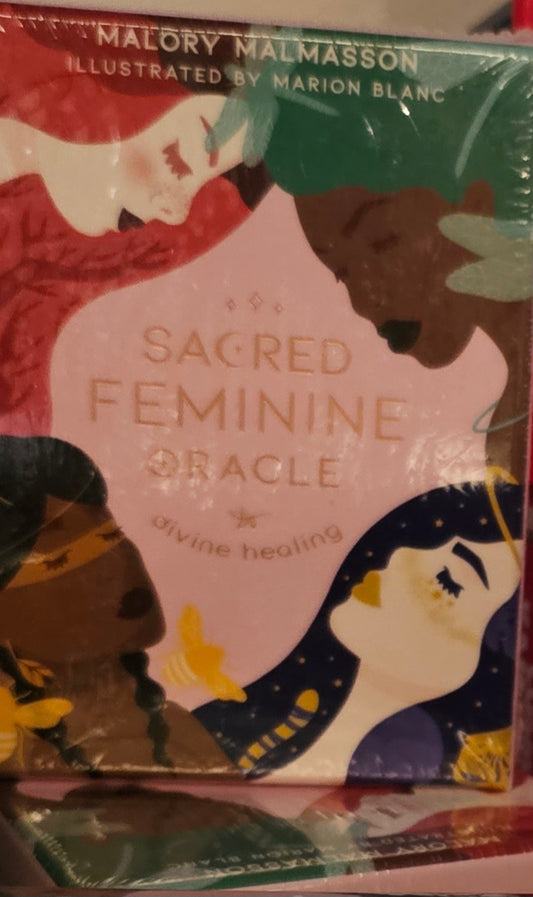 MALORY MALMASSON
ILLUSTRATED BY MARION BLANC
SACRED
FEMININE
ORACLE
divine healing